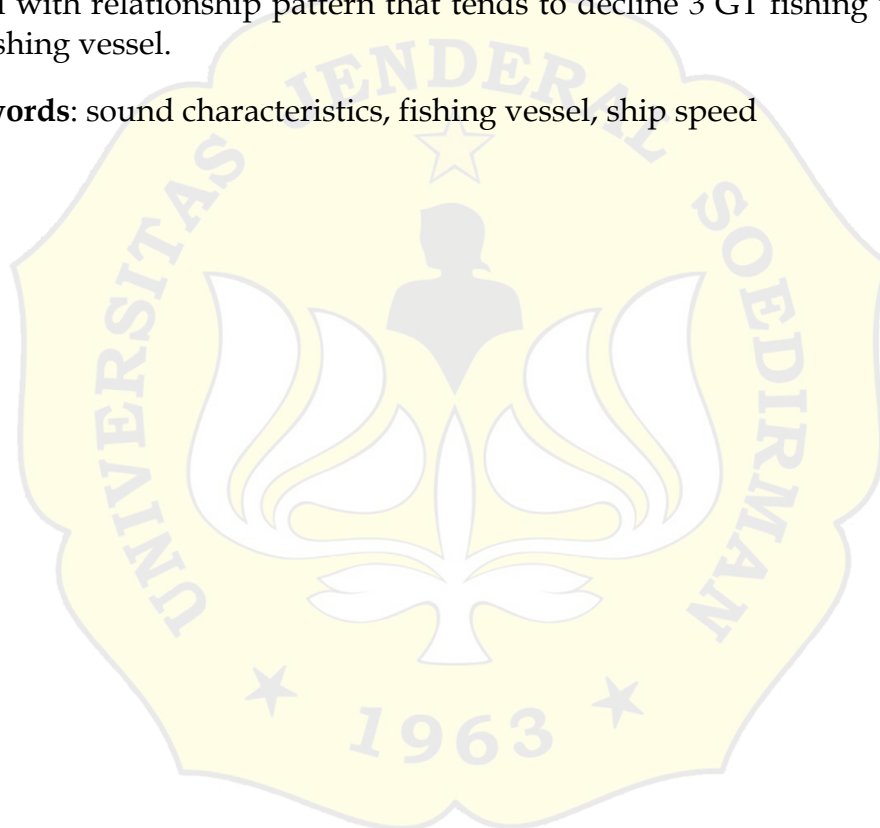 with relationship pattern that tends to decline 3 GT fishing
shing vessel.
words: sound characteristics, fishing vessel, ship speed
UNIVERSITAS JENDERAL SOEDIRMAN
1963